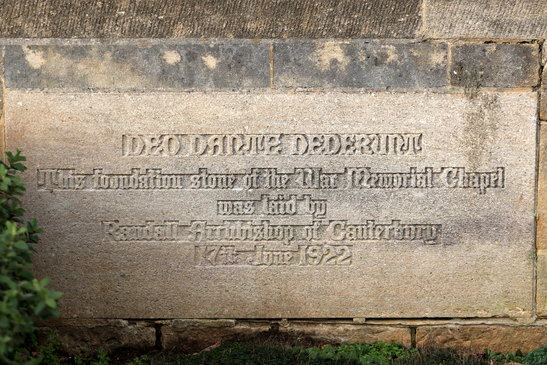 DEO DANTE DEDERUNT
This foundation stone of the War Memorial Chapel
was laid by
Randall Archbishop of Canterbury
17th June 1922